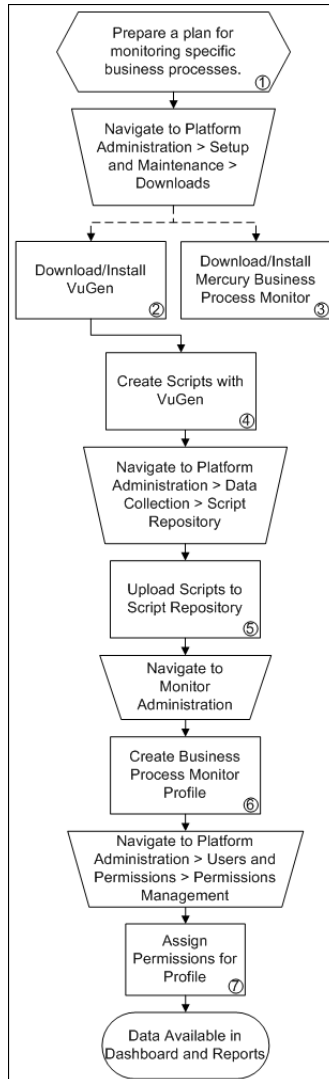 Prepare a plan for
monitoring specific
business processes.
①
Navigate to Platform
Administration > Setup
and Maintenance >
Downloads
Download/Install
VuGen
②
Download/Install
Mercury Business
Process Monitor
③
Create Scripts with
VuGen
④
Navigate to Platform
Administration > Data
Collection > Script
Repository
Upload Scripts to
Script Repository
⑤
Navigate to
Monitor
Administration
Create Business
Process Monitor
Profile
⑥
Navigate to Platform
Administration > Users and
Permissions > Permissions
Management
Assign
Permissions for
Profile
⑦
Data Available in
Dashboard and Reports